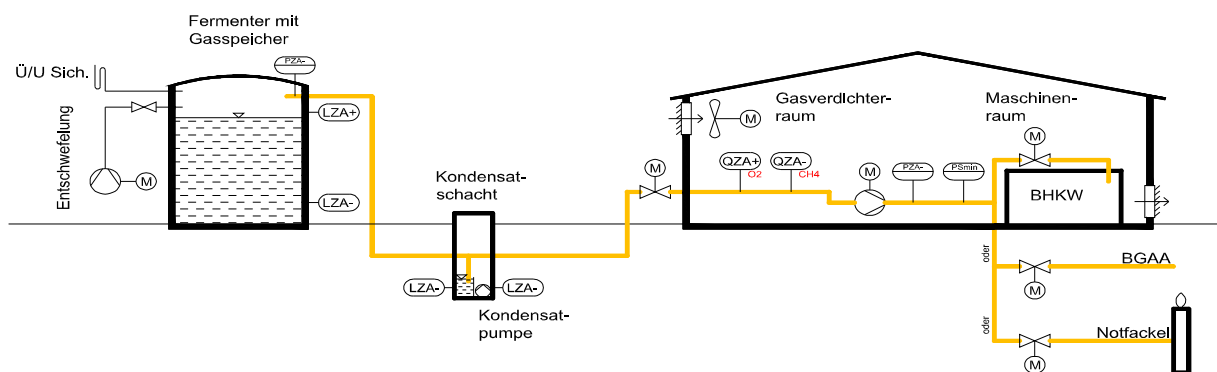 Fermenter mit
Gasspeicher
Ü/U Sich.
PZA-
LZA+
Entschwefelung
M
LZA-
Kondensat-
schacht
LZA-
LZA-
Kondensat-
pumpe
M
Gasverdichter-
raum
M
QZA+
O2
QZA-
CH4
M
PZA-
PSmin
Maschinen-
raum
M
BHKW
oder
BGAA
M
oder
Notfackel
M